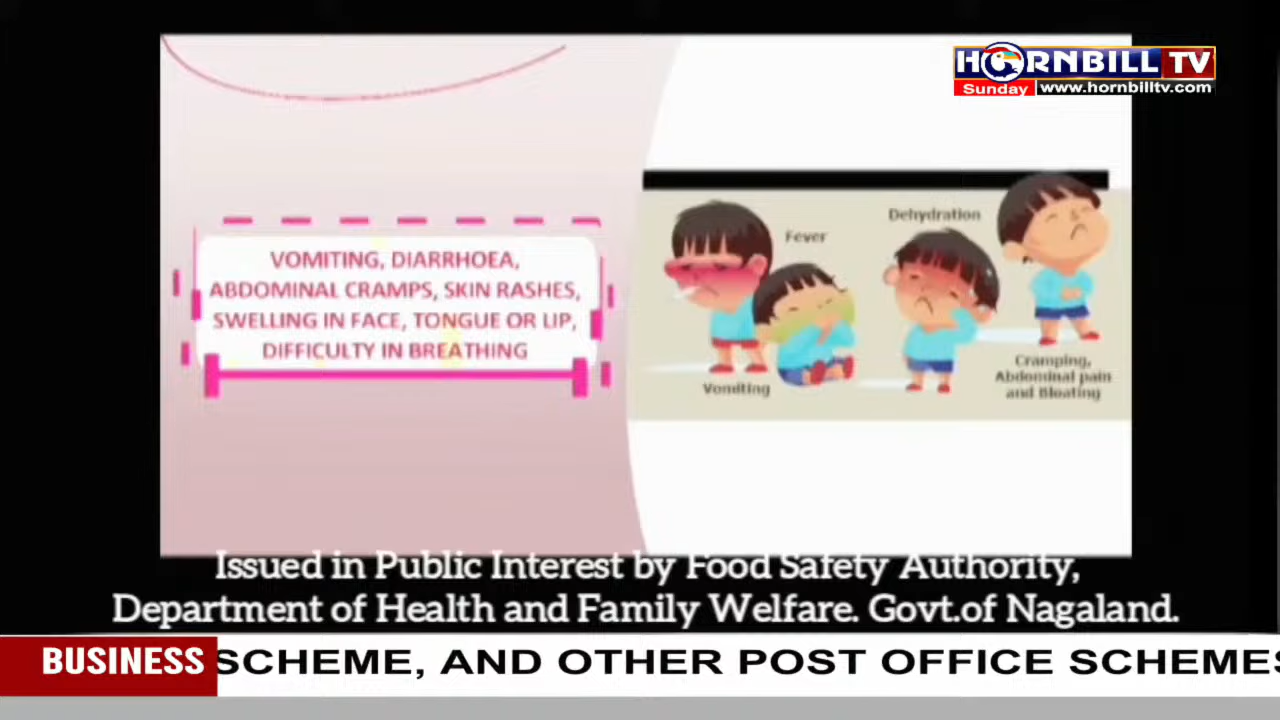 HORNBILL TV
Sunday www.hornbilltv.com
VOMITING, DIARRHOEA,
ABDOMINAL CRAMPS, SKIN RASHES,
SWELLING IN FACE, TONGUE OR LIP,
DIFFICULTY IN BREATHING
Fever
Dehydration
Vomiting
Cramping,
Abdominal pain
and Bloating
Issued in Public Interest by Food Safety Authority,
Department of Health and Family Welfare. Govt.of Nagaland.
BUSINESS SCHEME, AND OTHER POST OFFICE SCHEMES